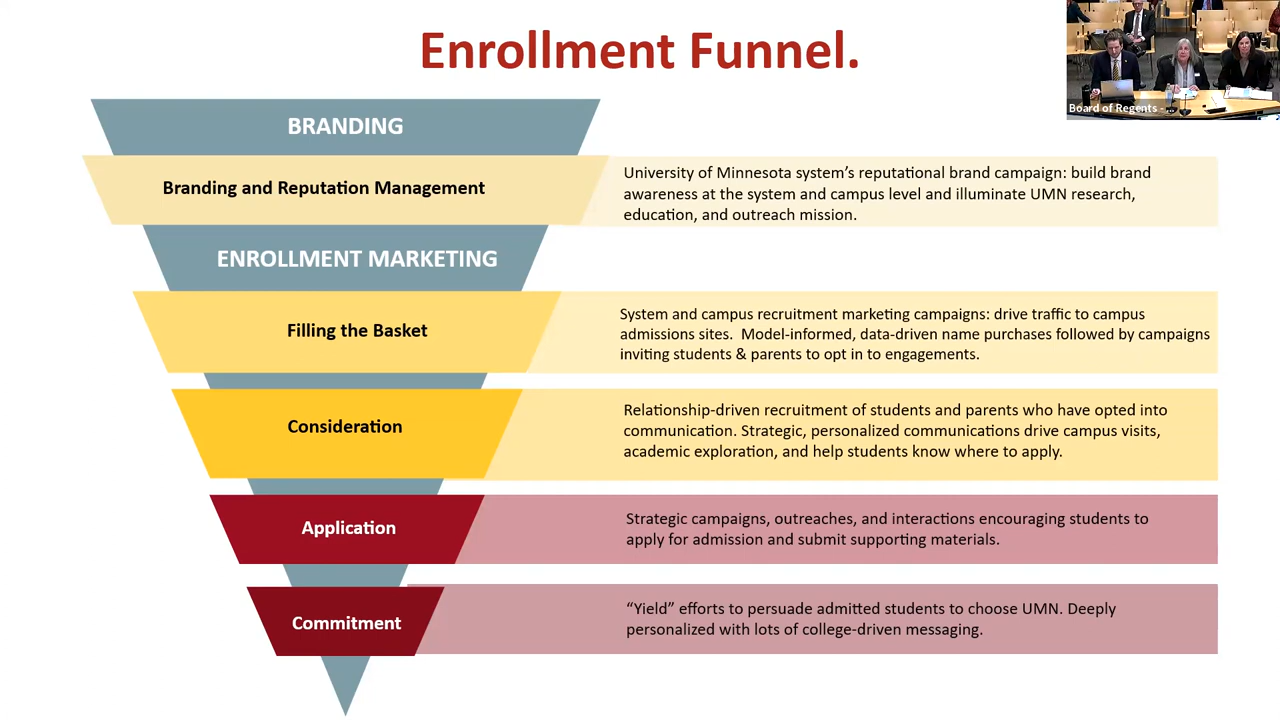 Enrollment Funnel.
Board of Regents - ...
BRANDING
Branding and Reputation Management
University of Minnesota system’s reputational brand campaign: build brand
awareness at the system and campus level and illuminate UMN research,
education, and outreach mission.
ENROLLMENT MARKETING
Filling the Basket
System and campus recruitment marketing campaigns: drive traffic to campus
admissions sites.  Model-informed, data-driven name purchases followed by campaigns
inviting students & parents to opt in to engagements.
Consideration
Relationship-driven recruitment of students and parents who have opted into
communication. Strategic, personalized communications drive campus visits,
academic exploration, and help students know where to apply.
Application
Strategic campaigns, outreaches, and interactions encouraging students to
apply for admission and submit supporting materials.
Commitment
“Yield” efforts to persuade admitted students to choose UMN. Deeply
personalized with lots of college-driven messaging.